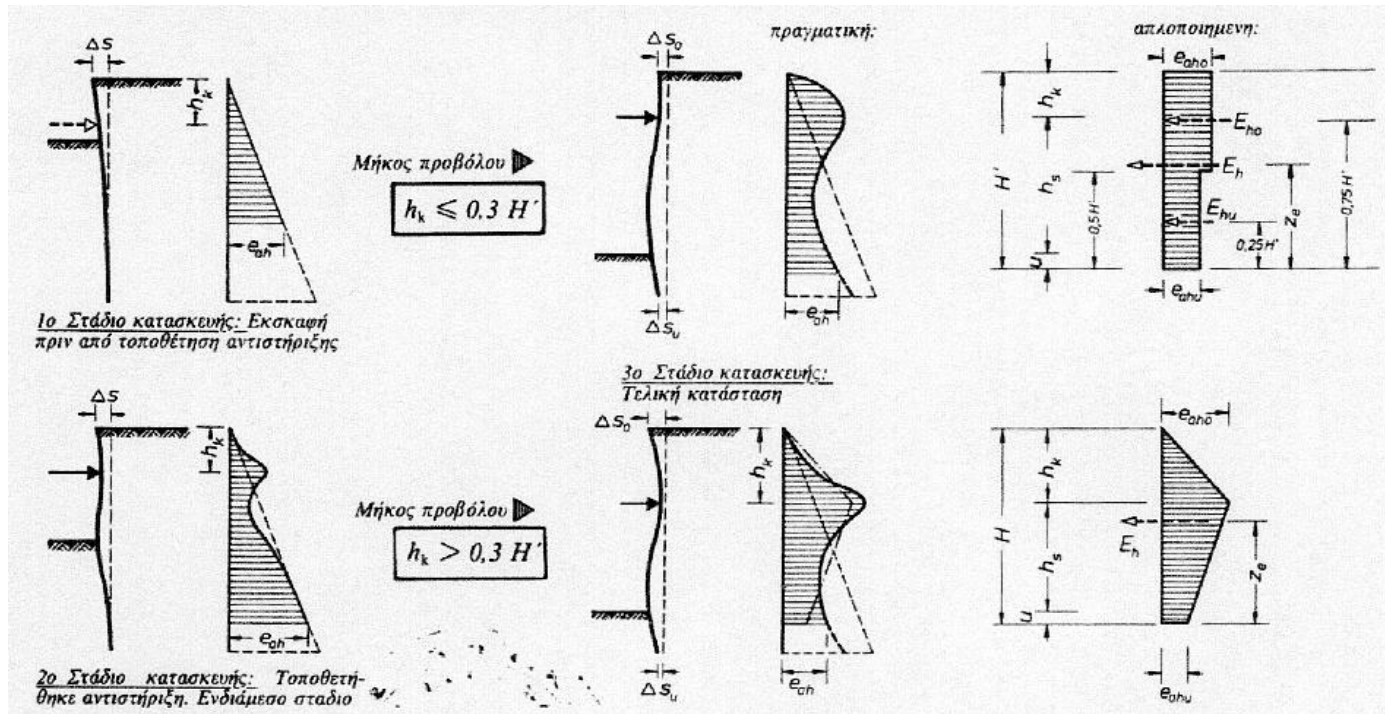 πραγματική:
απλοποιημενη:
Δs
h_k
e_ah
1ο Στάδιο κατασκευής: Εκσκαφή
πριν από τοποθέτηση αντιστήριξης
Μήκος προβόλου
h_k ≤ 0,3 H′
Δs_o
Δs_u
e_ah
H′
h_k
h_s
u
0,5H′
e_aho
E_ho
E_h
E_hu
0,25H′
z_e
0,75H′
e_ahu
Δs
h_k
e_ah
2ο Στάδιο κατασκευής: Τοποθετή-
θηκε αντιστήριξη. Ενδιάμεσο σταδιο
Μήκος προβόλου
h_k > 0,3 H′
3ο Στάδιο κατασκευής:
Τελική κατάσταση
Δs_o
h_k
Δs_u
e_ah
H
h_k
h_s
u
e_aho
E_h
z_e
e_ahu